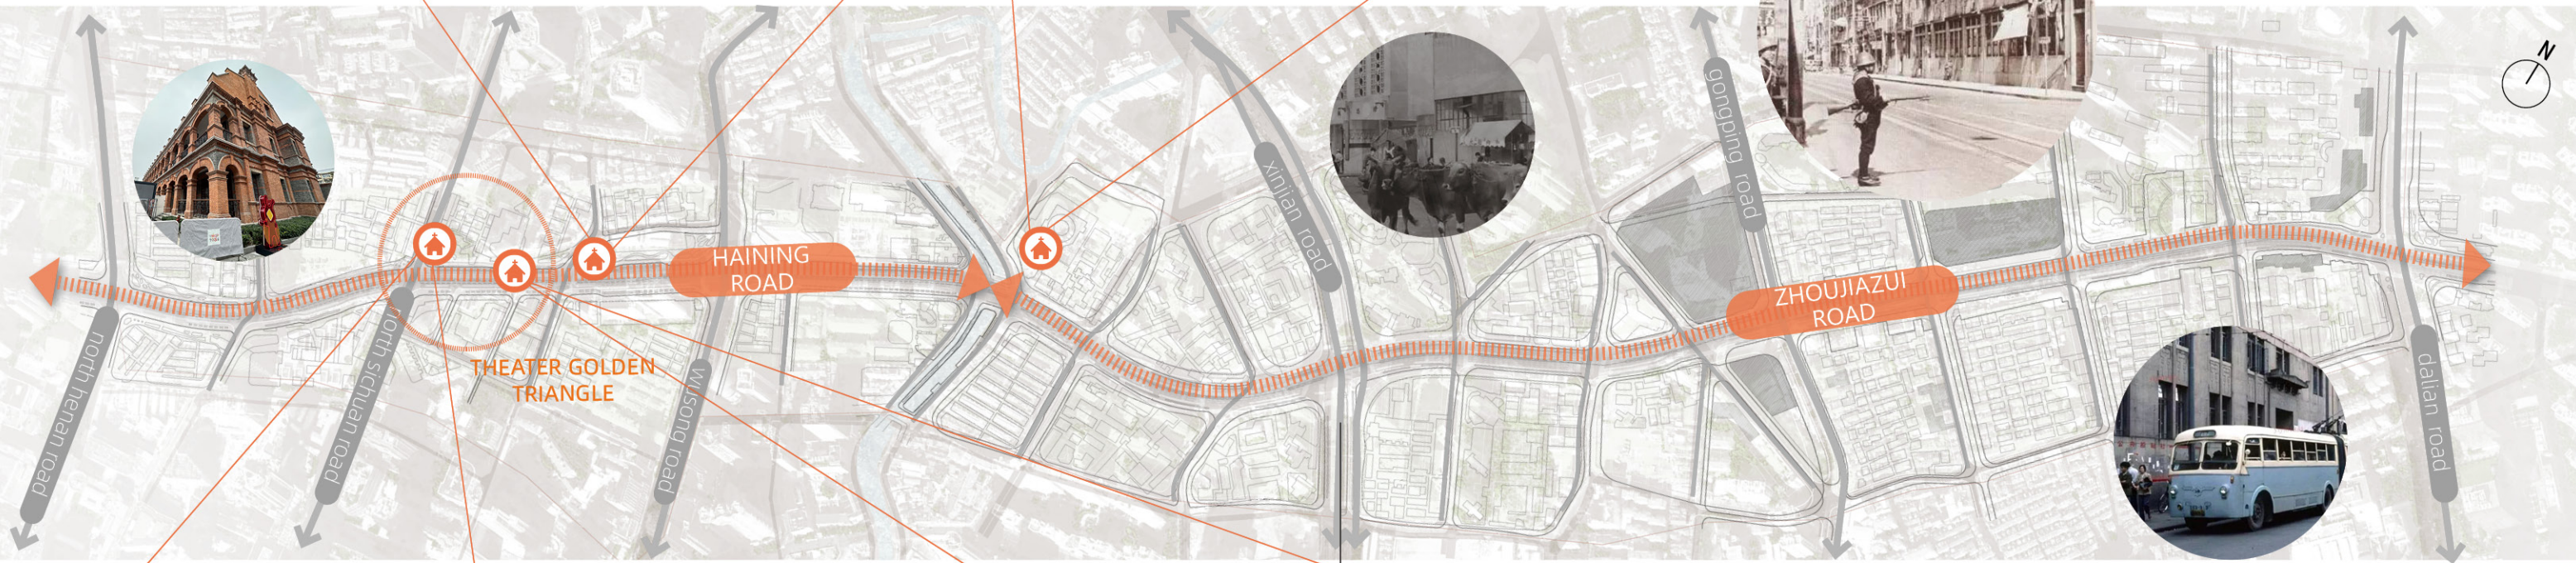 N
gongping road
xinjian road
HAINING
ROAD
ZHOUJIAZUI
ROAD
THEATER GOLDEN
TRIANGLE
north henan road
north sichuan road
wusong road
dalian road